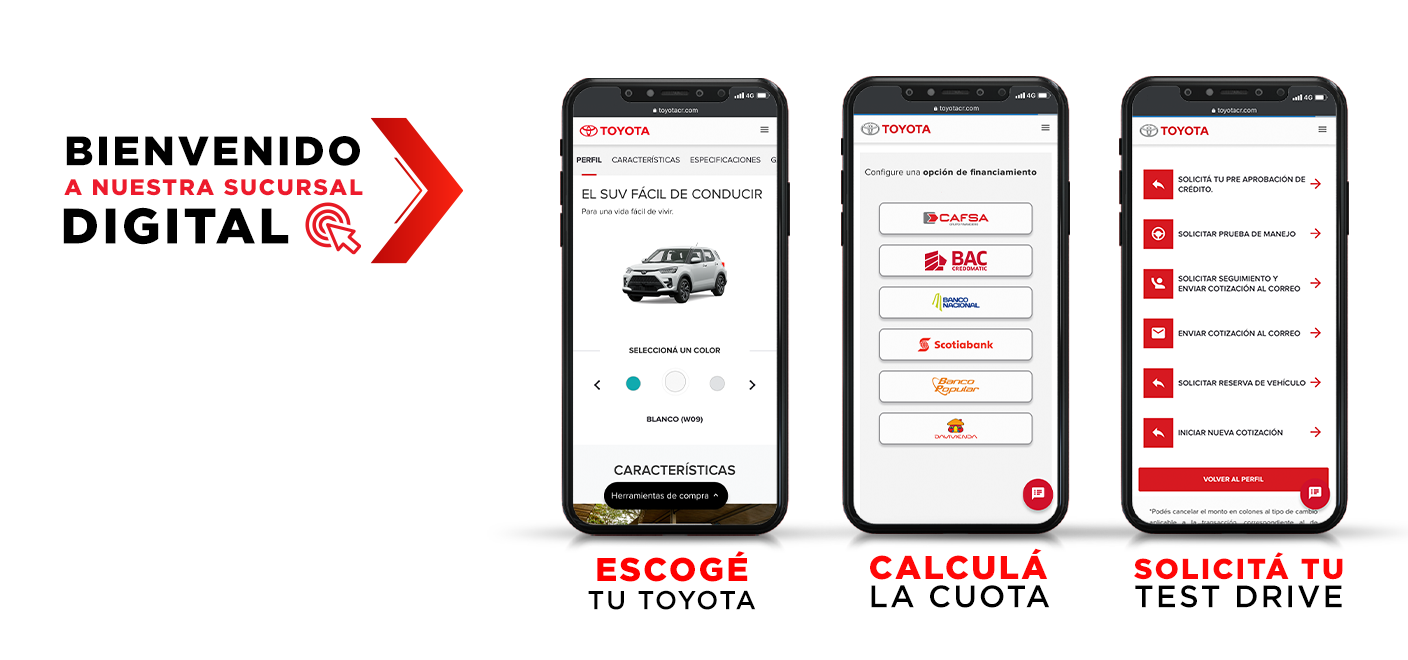 BIENVENIDO
A NUESTRA SUCURSAL
DIGITAL
4G
toyotacr.com
TOYOTA
PERFIL CARACTERÍSTICAS ESPECIFICACIONES G
EL SUV FÁCIL DE CONDUCIR
Para una vida fácil de vivir.
SELECCIONÁ UN COLOR
BLANCO (W09)
CARACTERÍSTICAS
Herramientas de compra
ESCOGÉ
TU TOYOTA
4G
toyotacr.com
TOYOTA
Configure una opción de financiamiento
CAFSA
BAC
CREDOMATIC
BANCO
NACIONAL
Scotiabank
Banco
Popular
DAVIVIENDA
CALCULÁ
LA CUOTA
4G
toyotacr.com
TOYOTA
SOLICITÁ TU PRE APROBACIÓN DE
CRÉDITO.
SOLICITAR PRUEBA DE MANEJO
SOLICITAR SEGUIMIENTO Y
ENVIAR COTIZACIÓN AL CORREO
ENVIAR COTIZACIÓN AL CORREO
SOLICITAR RESERVA DE VEHÍCULO
INICIAR NUEVA COTIZACIÓN
VOLVER AL PERFIL
*Podés cancelar el monto en colones al tipo de cambio
aplicable a la transacción, correspondiente al de
SOLICITÁ TU
TEST DRIVE